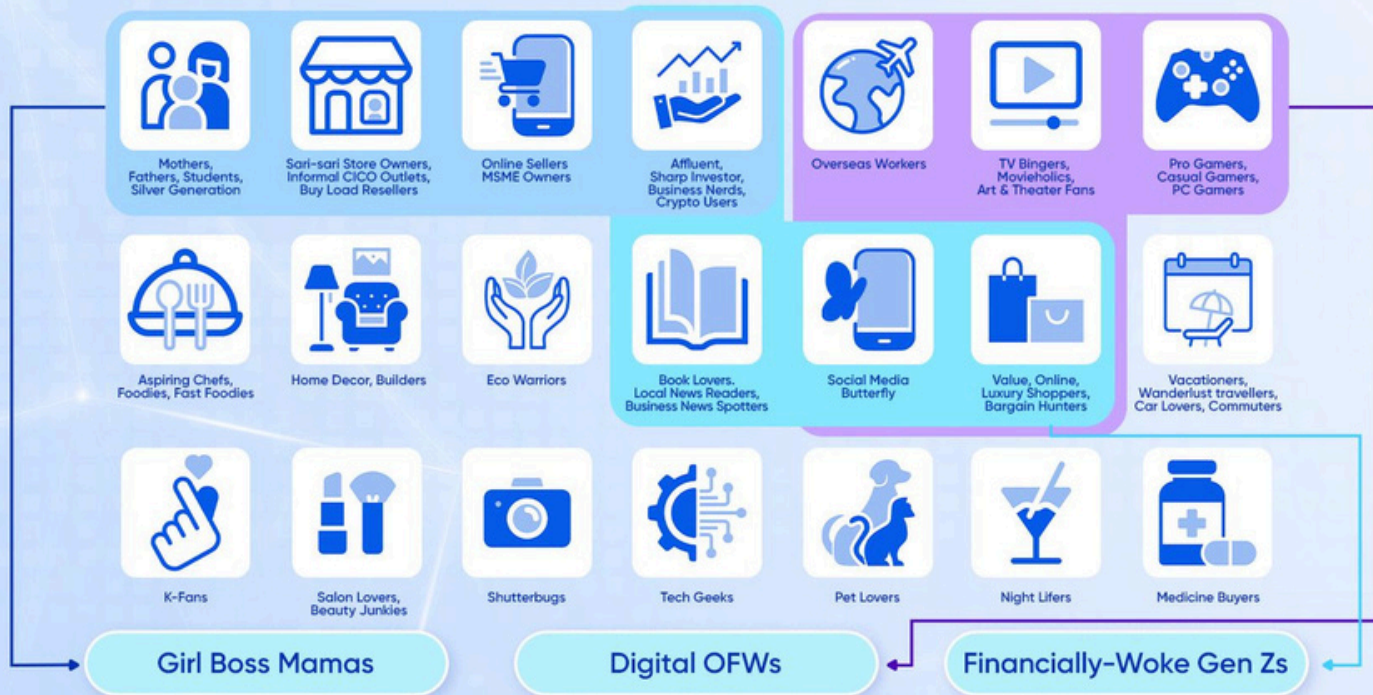 Mothers,
Fathers, Students,
Silver Generation
Sari-sari Store Owners,
Informal CICO Outlets,
Buy Load Resellers
Online Sellers
MSME Owners
Affluent,
Sharp Investor,
Business Nerds,
Crypto Users
Overseas Workers
TV Bingers,
Movieholics,
Art & Theater Fans
Pro Gamers,
Casual Gamers,
PC Gamers
Aspiring Chefs,
Foodies, Fast Foodies
Home Decor, Builders
Eco Warriors
Book Lovers.
Local News Readers,
Business News Spotters
Social Media
Butterfly
Value, Online,
Luxury Shoppers,
Bargain Hunters
Vacationers,
Wanderlust travellers,
Car Lovers, Commuters
K-Fans
Salon Lovers,
Beauty Junkies
Shutterbugs
Tech Geeks
Pet Lovers
Night Lifers
Medicine Buyers
Girl Boss Mamas
Digital OFWs
Financially-Woke Gen Zs